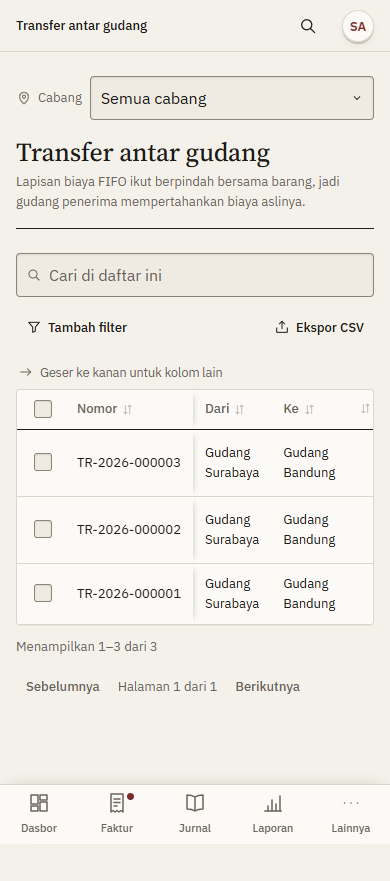 Transfer antar gudang
SA
Cabang
Semua cabang
Transfer antar gudang
Lapisan biaya FIFO ikut berpindah bersama barang, jadi
gudang penerima mempertahankan biaya aslinya.
Cari di daftar ini
Tambah filter
Ekspor CSV
Geser ke kanan untuk kolom lain
Nomor Dari Ke
TR-2026-000003 Gudang Surabaya Gudang Bandung
TR-2026-000002 Gudang Surabaya Gudang Bandung
TR-2026-000001 Gudang Surabaya Gudang Bandung
Menampilkan 1–3 dari 3
Sebelumnya Halaman 1 dari 1 Berikutnya
Dasbor Faktur Jurnal Laporan Lainnya